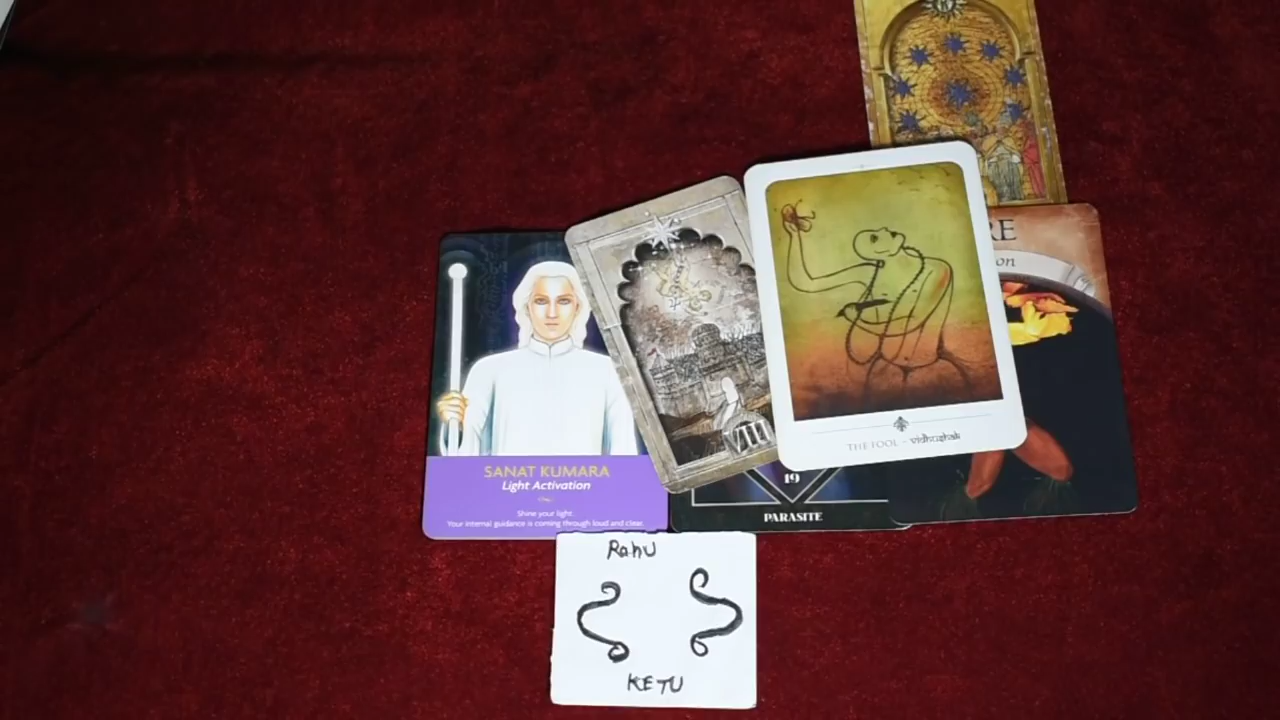 RE
on
SANAT KUMARA
Light Activation
Shine your light.
Your internal guidance is coming through loud and clear.
VIII
THE FOOL - vidhushak
19
PARASITE
Rahu
KETU